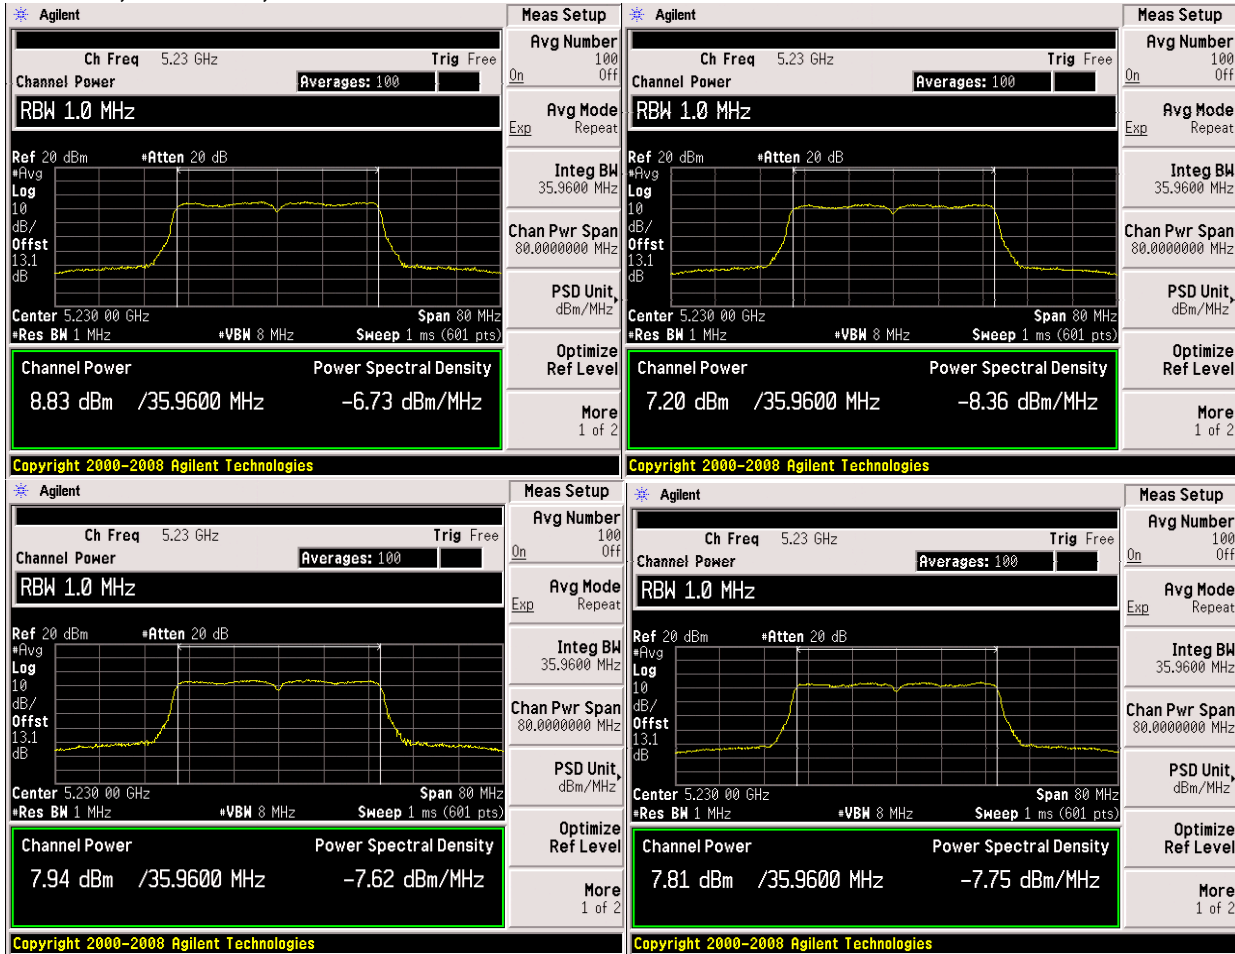 Agilent
Meas Setup
Ch Freq 5.23 GHz Trig Free
Channel Power Averages: 100
RBW 1.0 MHz
Ref 20 dBm #Atten 20 dB
#Avg
Log
10
dB/
Offst
13.1
dB
Center 5.230 00 GHz Span 80 MHz
#Res BW 1 MHz #VBW 8 MHz Sweep 1 ms (601 pts)
Channel Power Power Spectral Density
8.83 dBm /35.9600 MHz -6.73 dBm/MHz
Copyright 2000-2008 Agilent Technologies
Avg Number
100
On Off
Avg Mode
Exp Repeat
Integ BW
35.9600 MHz
Chan Pwr Span
80.0000000 MHz
PSD Unit
dBm/MHz
Optimize
Ref Level
More
1 of 2
Agilent
Meas Setup
Ch Freq 5.23 GHz Trig Free
Channel Power Averages: 100
RBW 1.0 MHz
Ref 20 dBm #Atten 20 dB
#Avg
Log
10
dB/
Offst
13.1
dB
Center 5.230 00 GHz Span 80 MHz
#Res BW 1 MHz #VBW 8 MHz Sweep 1 ms (601 pts)
Channel Power Power Spectral Density
7.20 dBm /35.9600 MHz -8.36 dBm/MHz
Copyright 2000-2008 Agilent Technologies
Avg Number
100
On Off
Avg Mode
Exp Repeat
Integ BW
35.9600 MHz
Chan Pwr Span
80.0000000 MHz
PSD Unit
dBm/MHz
Optimize
Ref Level
More
1 of 2
Agilent
Meas Setup
Ch Freq 5.23 GHz Trig Free
Channel Power Averages: 100
RBW 1.0 MHz
Ref 20 dBm #Atten 20 dB
#Avg
Log
10
dB/
Offst
13.1
dB
Center 5.230 00 GHz Span 80 MHz
#Res BW 1 MHz #VBW 8 MHz Sweep 1 ms (601 pts)
Channel Power Power Spectral Density
7.94 dBm /35.9600 MHz -7.62 dBm/MHz
Copyright 2000-2008 Agilent Technologies
Avg Number
100
On Off
Avg Mode
Exp Repeat
Integ BW
35.9600 MHz
Chan Pwr Span
80.0000000 MHz
PSD Unit
dBm/MHz
Optimize
Ref Level
More
1 of 2
Agilent
Meas Setup
Ch Freq 5.23 GHz Trig Free
Channel Power Averages: 100
RBW 1.0 MHz
Ref 20 dBm #Atten 20 dB
#Avg
Log
10
dB/
Offst
13.1
dB
Center 5.230 00 GHz Span 80 MHz
#Res BW 1 MHz #VBW 8 MHz Sweep 1 ms (601 pts)
Channel Power Power Spectral Density
7.81 dBm /35.9600 MHz -7.75 dBm/MHz
Copyright 2000-2008 Agilent Technologies
Avg Number
100
On Off
Avg Mode
Exp Repeat
Integ BW
35.9600 MHz
Chan Pwr Span
80.0000000 MHz
PSD Unit
dBm/MHz
Optimize
Ref Level
More
1 of 2